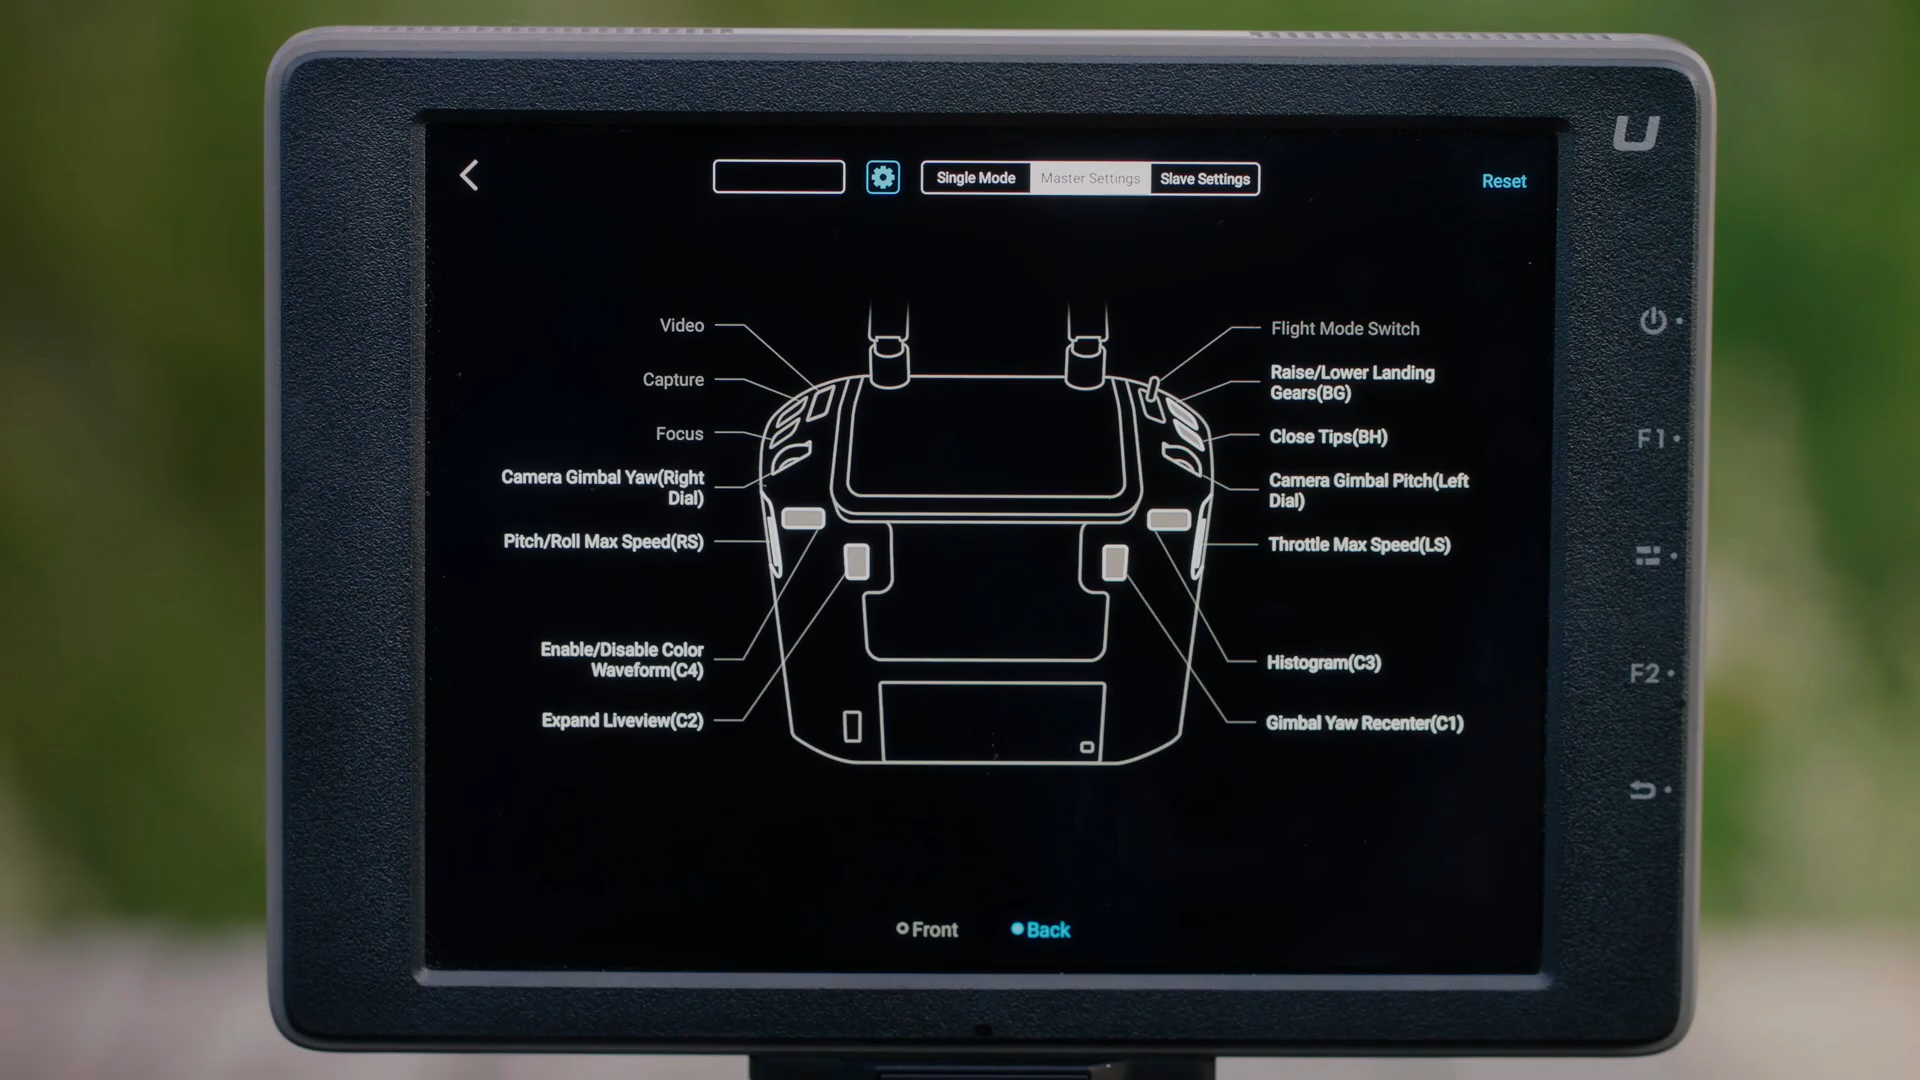 Single Mode Master Settings Slave Settings
Reset
Video
Capture
Focus
Camera Gimbal Yaw(Right
Dial)
Pitch/Roll Max Speed(RS)
Enable/Disable Color
Waveform(C4)
Expand Liveview(C2)
Flight Mode Switch
Raise/Lower Landing
Gears(BG)
Close Tips(BH)
Camera Gimbal Pitch(Left
Dial)
Throttle Max Speed(LS)
Histogram(C3)
Gimbal Yaw Recenter(C1)
Front
Back
F1
F2